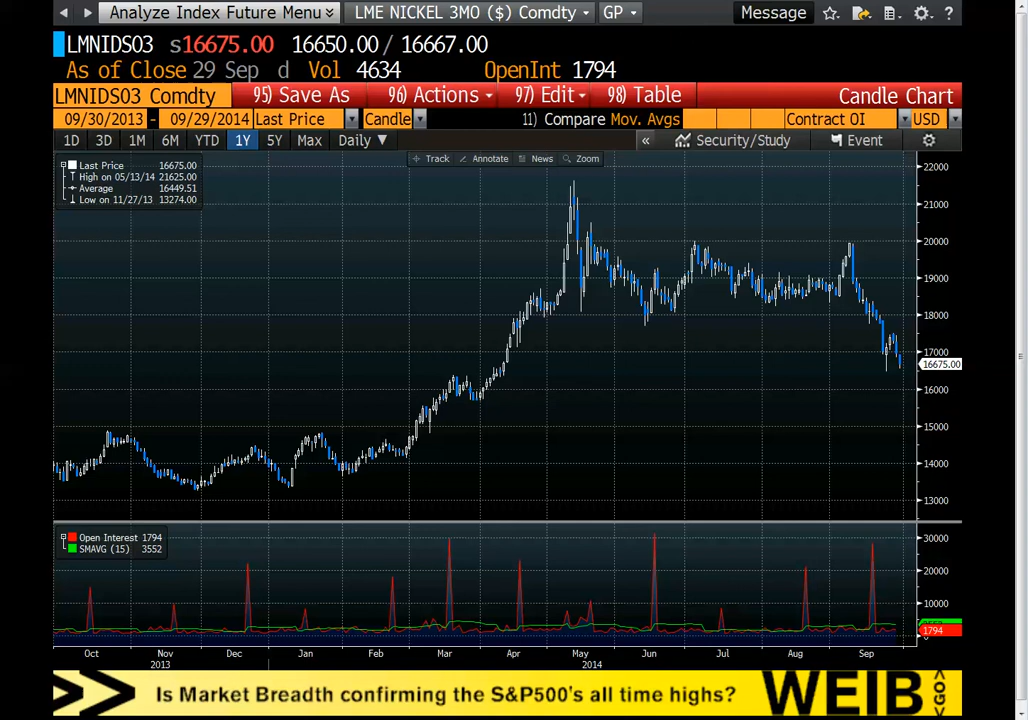 Analyze Index Future Menu LME NICKEL 3MO ($) Comdty GP Message ?
LMNIDS03 s16675.00 16650.00 / 16667.00
As of Close 29 Sep d Vol 4634 OpenInt 1794
LMNIDS03 Comdty 95) Save As 96) Actions 97) Edit 98) Table Candle Chart
09/30/2013 - 09/29/2014 Last Price Candle 11) Compare Mov. Avgs Contract OI USD
1D 3D 1M 6M YTD 1Y 5Y Max Daily « Security/Study Event
Track Annotate News Zoom
Last Price 16675.00
High on 05/13/14 21625.00
Average 16449.51
Low on 11/27/13 13274.00
22000
21000
20000
19000
18000
17000
16675.00
16000
15000
14000
13000
Open Interest 1794
SMAVG (15) 3552
30000
20000
10000
1794
0
Oct Nov Dec Jan Feb Mar Apr May Jun Jul Aug Sep
2013 2014
Is Market Breadth confirming the S&P500's all time highs? WEIB <GO>